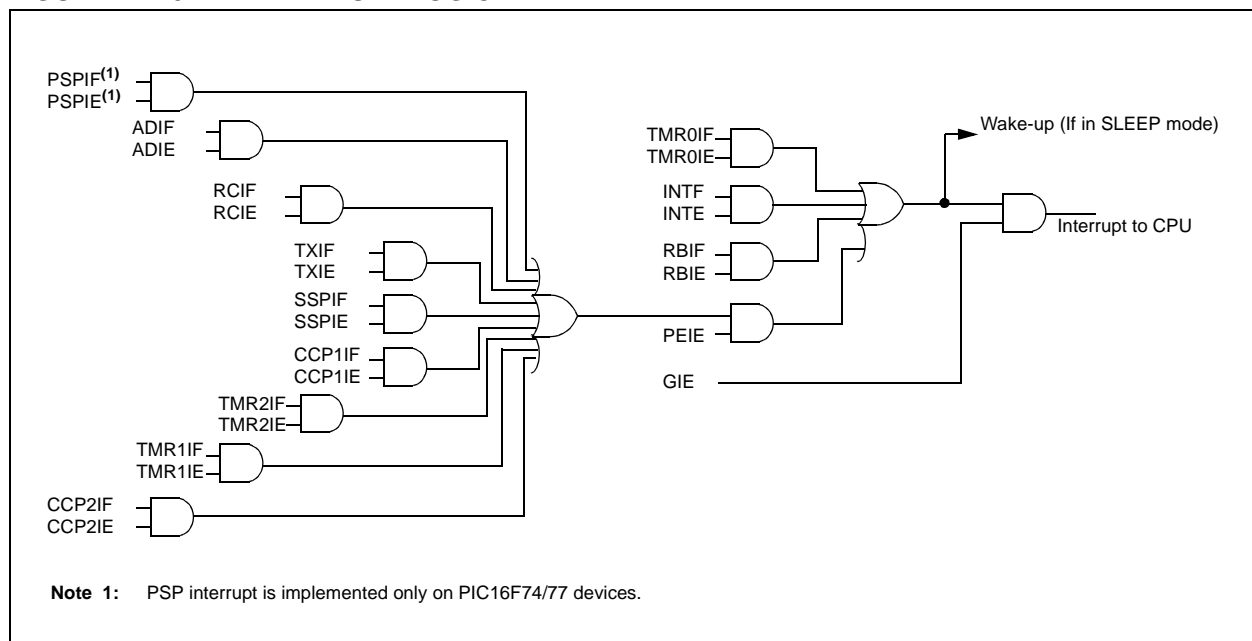 PSPIF(1)
PSPIE(1)
ADIF
ADIE
RCIF
RCIE
TXIF
TXIE
SSPIF
SSPIE
CCP1IF
CCP1IE
TMR2IF
TMR2IE
TMR1IF
TMR1IE
CCP2IF
CCP2IE
TMR0IF
TMR0IE
INTF
INTE
RBIF
RBIE
PEIE
GIE
Wake-up (If in SLEEP mode)
Interrupt to CPU
Note 1: PSP interrupt is implemented only on PIC16F74/77 devices.